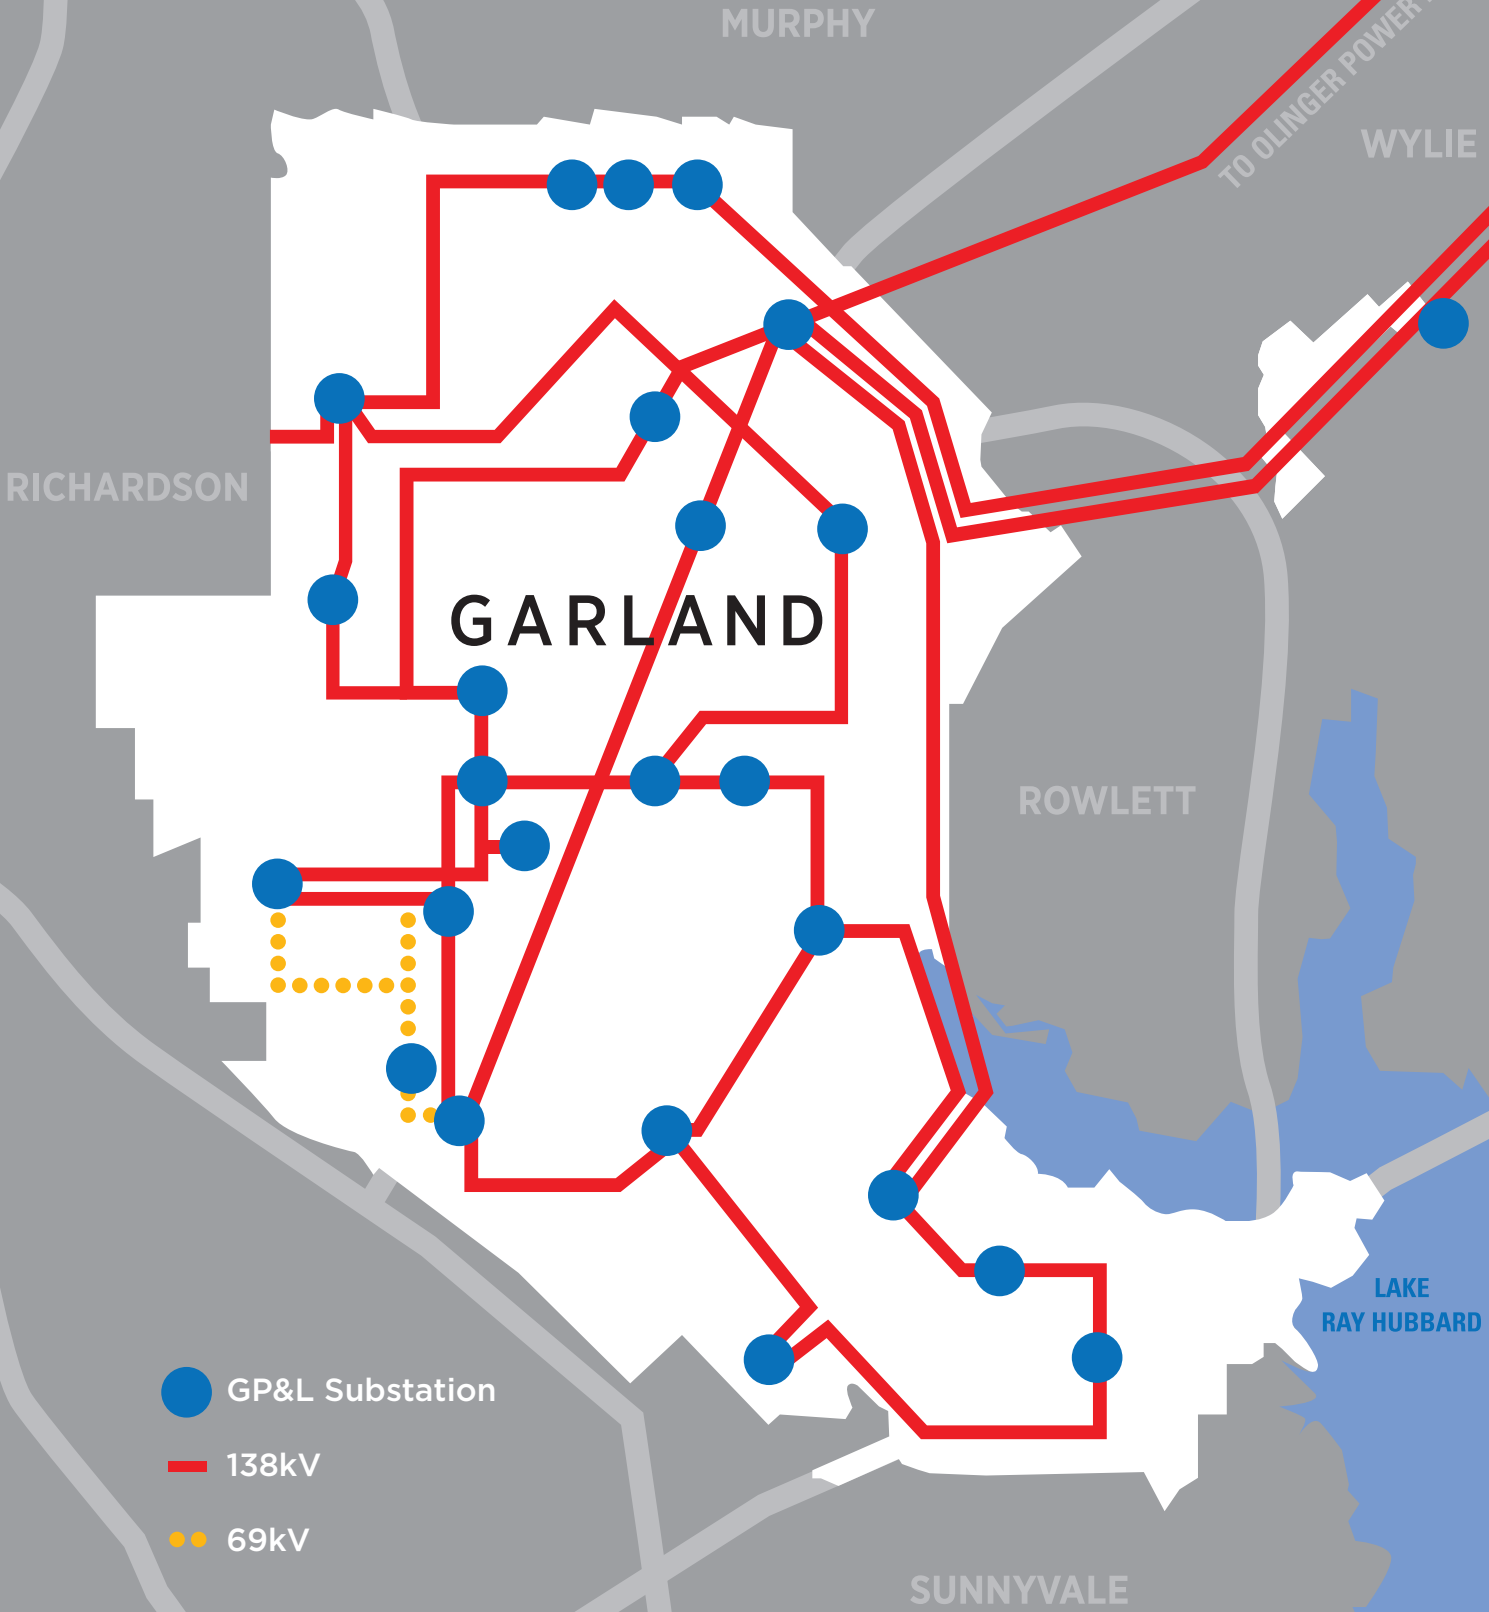 MURPHY
TO OLINGER POWER
WYLIE
RICHARDSON
GARLAND
ROWLETT
LAKE
RAY HUBBARD
GP&L Substation
138kV
69kV
SUNNYVALE